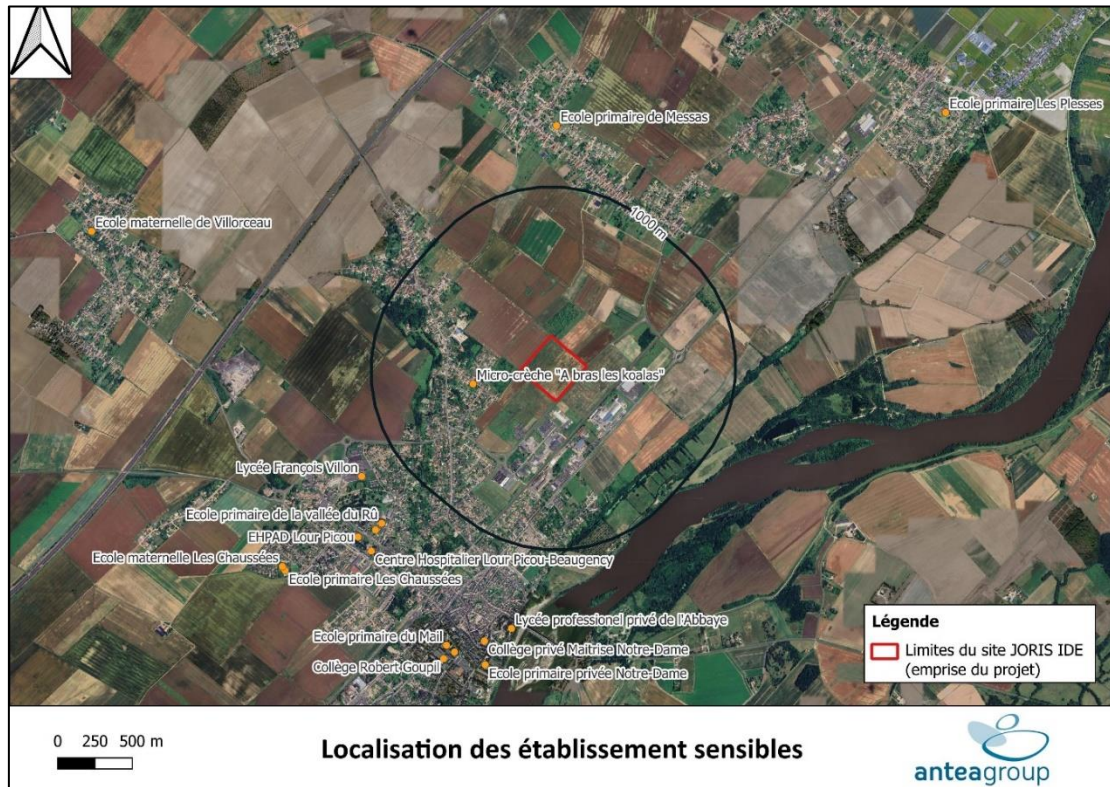 Ecole primaire Les Plesses
Ecole primaire de Messas
1000 m
Ecole maternelle de Villorceau
Micro-crèche "A bras les koalas"
Lycée François Villon
Ecole primaire de la vallée du Rû
EHPAD Lour Picou
Centre Hospitalier Lour Picou-Beaugency
Ecole maternelle Les Chaussées
Ecole primaire Les Chaussées
Lycée professionel privé de l'Abbaye
Ecole primaire du Mail
Collège privé Maitrise Notre-Dame
Collège Robert Goupil
Ecole primaire privée Notre-Dame
Légende
Limites du site JORIS IDE
(emprise du projet)
0 250 500 m
Localisation des établissement sensibles
anteagroup